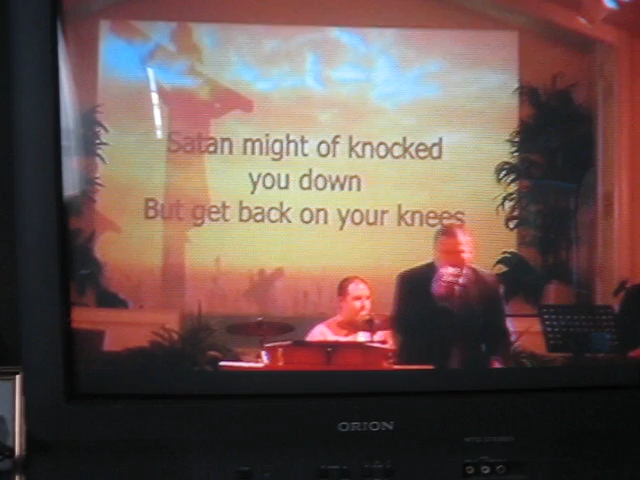 Satan might of knocked
you down
But get back on your knees
ORION